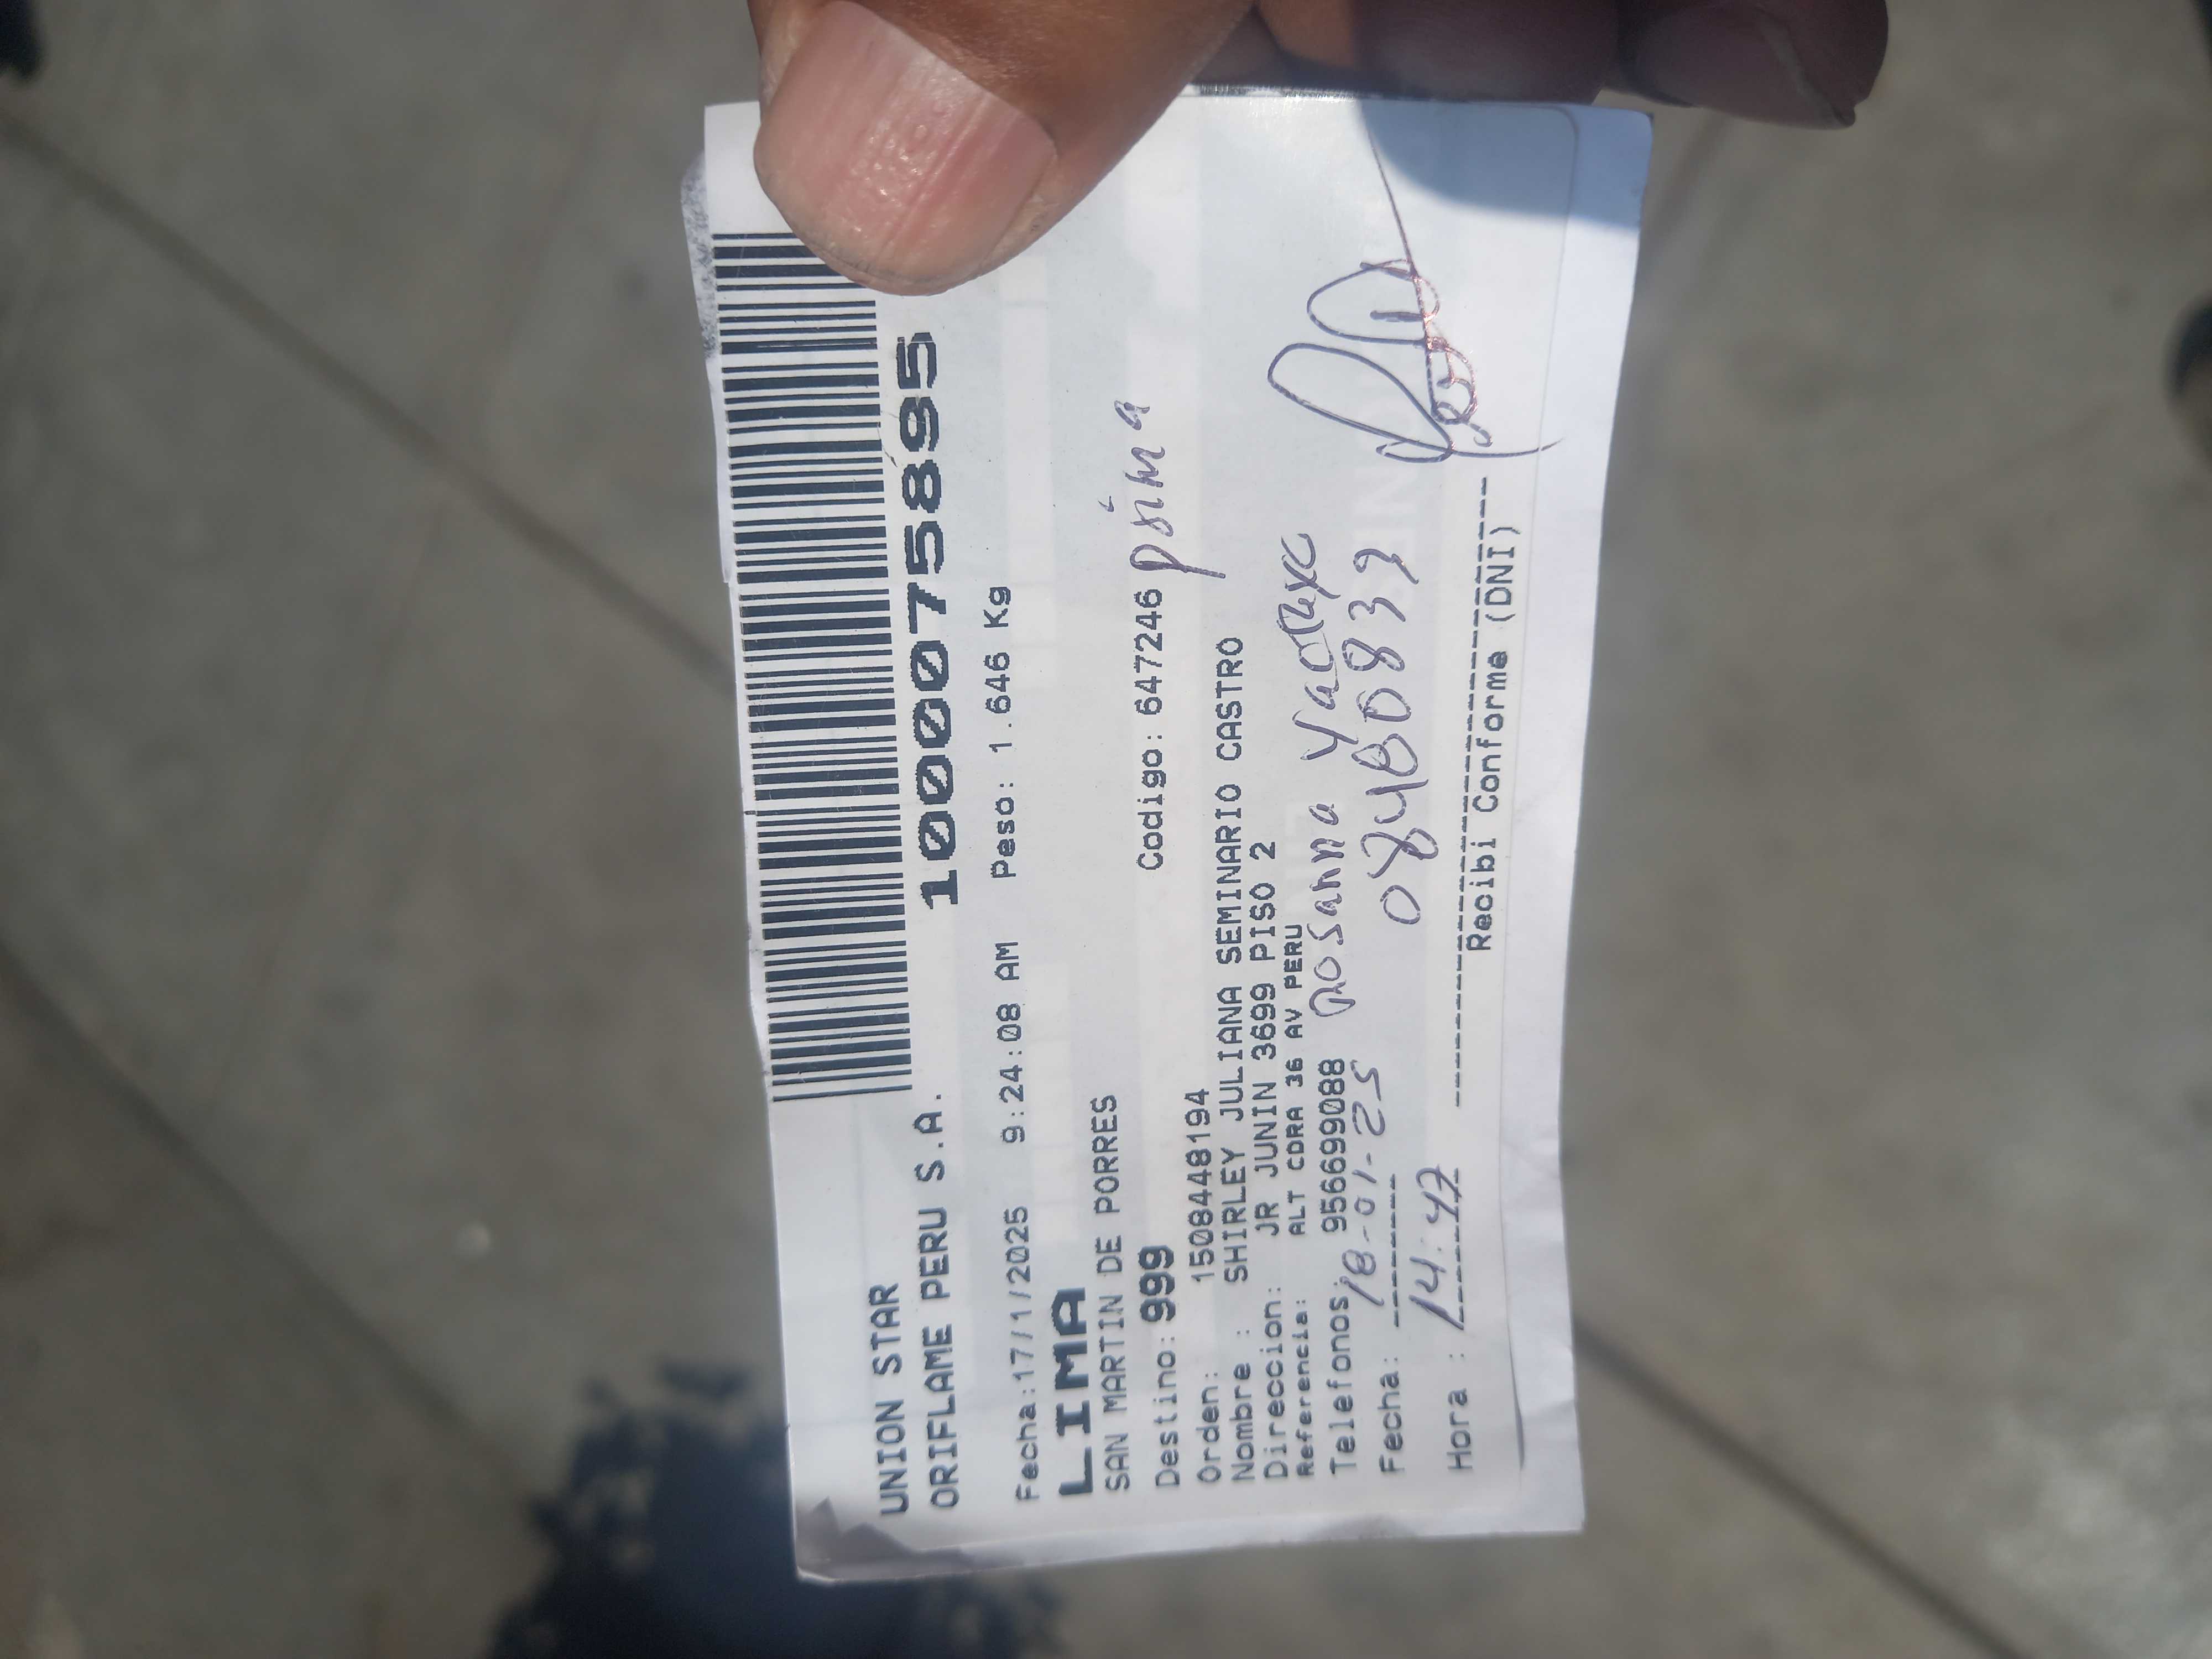 UNION STAR
ORIFLAME PERU S.A.
1000075895
Fecha:17/1/2025 9:24:08 AM Peso: 1.646 Kg
LIMA
SAN MARTIN DE PORRES
Destino: 999 Codigo: 647246 prima
Orden: 1508448194
Nombre : SHIRLEY JULIANA SEMINARIO CASTRO
Direccion: JR JUNIN 3699 PISO 2
Referencia: ALT CDRA 36 AV PERU
Telefonos: 956699088 Rosanna
Fecha: 18-01-25
Hora : 14:47
Recibi Conforme (DNI)